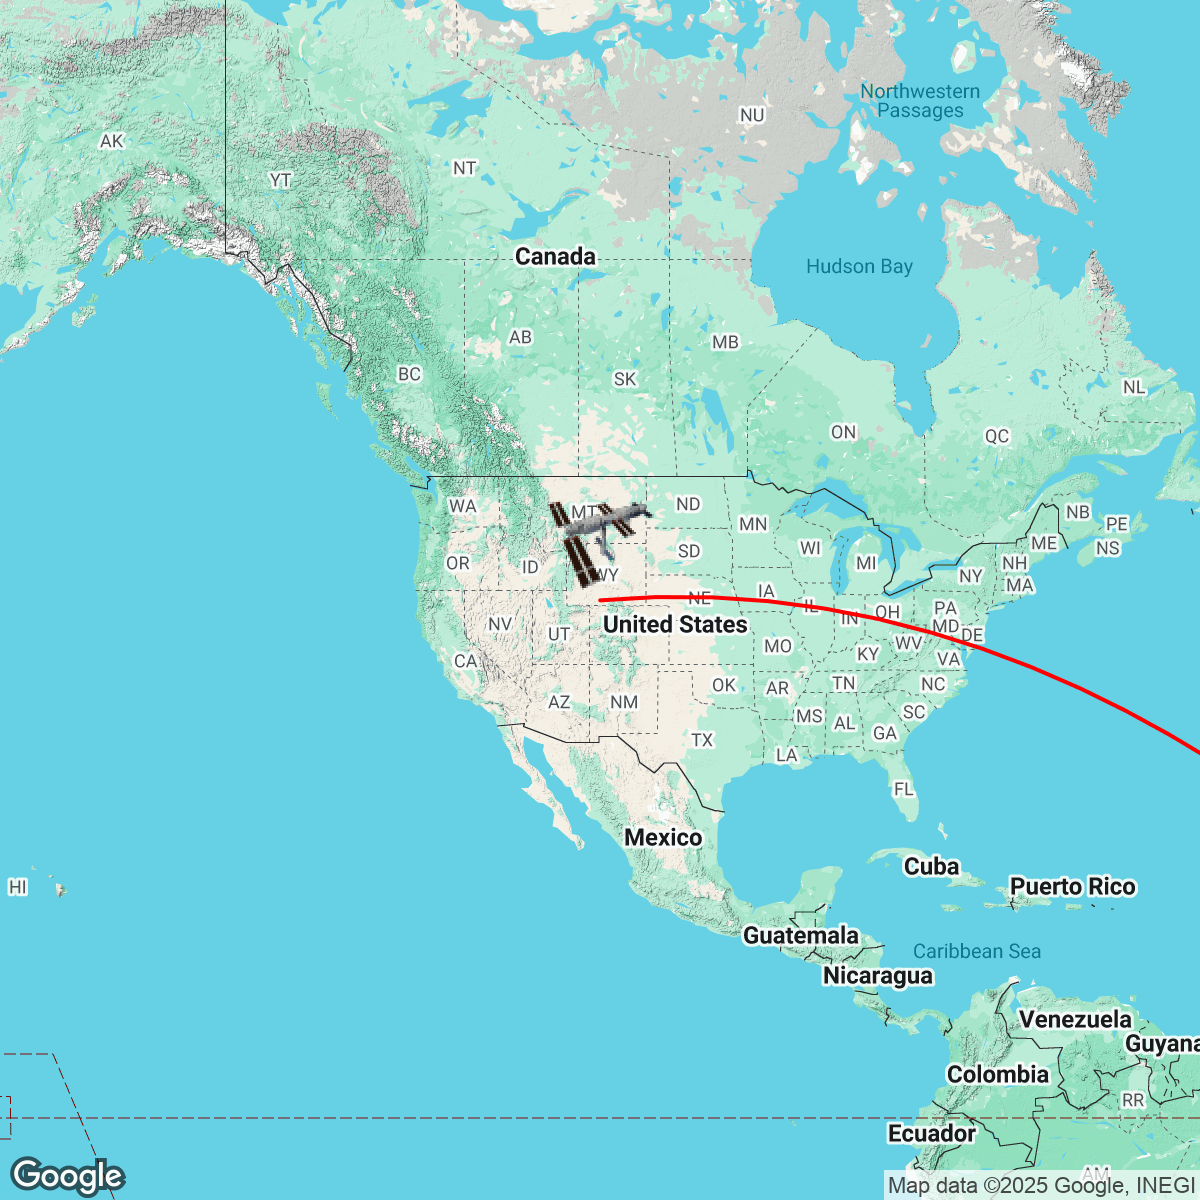 Northwestern
Passages
NU
AK
NT
YT
Canada
Hudson Bay
AB
MB
BC
SK
NL
ON
QC
WA
MT
ND
MN
NB
PE
ME
NS
OR
ID
WY
SD
WI
MI
NH
NY
MA
NE
IA
IL
IN
OH
PA
MD
DE
NV
UT
United States
MO
KY
WV
VA
CA
AZ
NM
OK
AR
TN
NC
MS
AL
SC
GA
TX
LA
FL
Mexico
Cuba
HI
Puerto Rico
Guatemala
Caribbean Sea
Nicaragua
Venezuela
Guyana
Colombia
RR
Ecuador
AM
Google
Map data ©2025 Google, INEGI